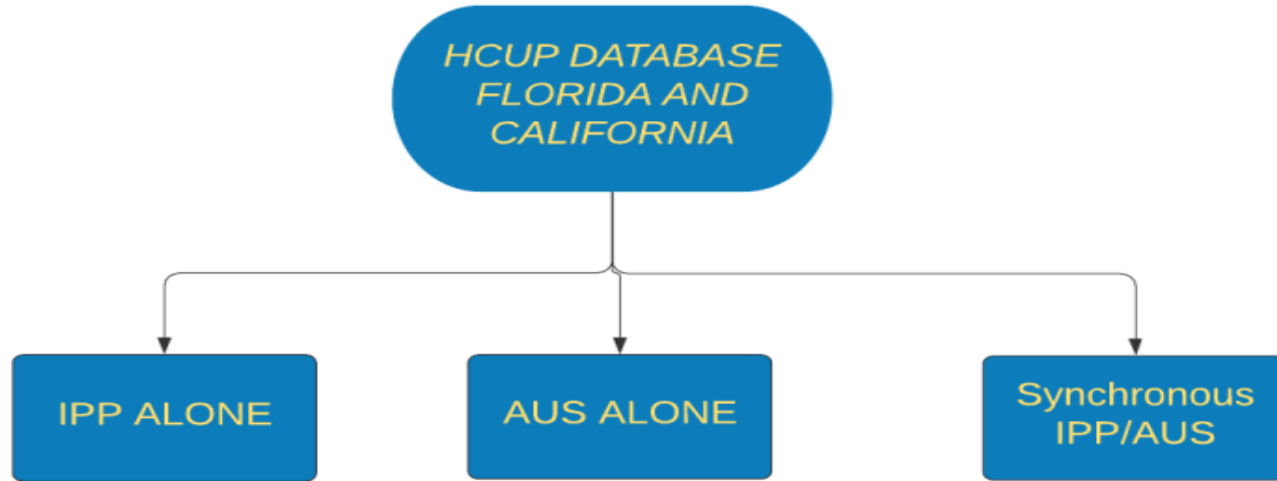 HCUP DATABASE
FLORIDA AND
CALIFORNIA
IPP ALONE
AUS ALONE
Synchronous
IPP/AUS